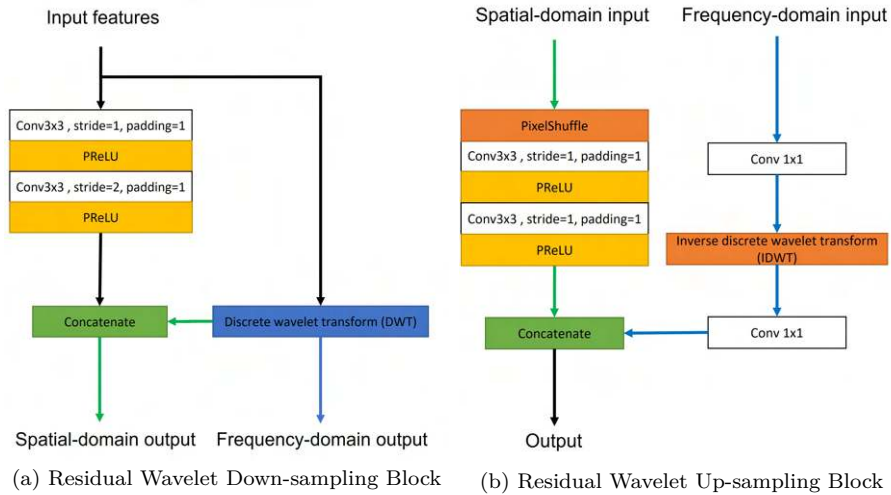 Input features
Conv3x3 , stride=1, padding=1
PReLU
Conv3x3 , stride=2, padding=1
PReLU
Concatenate
Discrete wavelet transform (DWT)
Spatial-domain output
Frequency-domain output
(a) Residual Wavelet Down-sampling Block
Spatial-domain input
Frequency-domain input
PixelShuffle
Conv3x3 , stride=1, padding=1
PReLU
Conv3x3 , stride=1, padding=1
PReLU
Conv 1x1
Inverse discrete wavelet transform
(IDWT)
Concatenate
Conv 1x1
Output
(b) Residual Wavelet Up-sampling Block